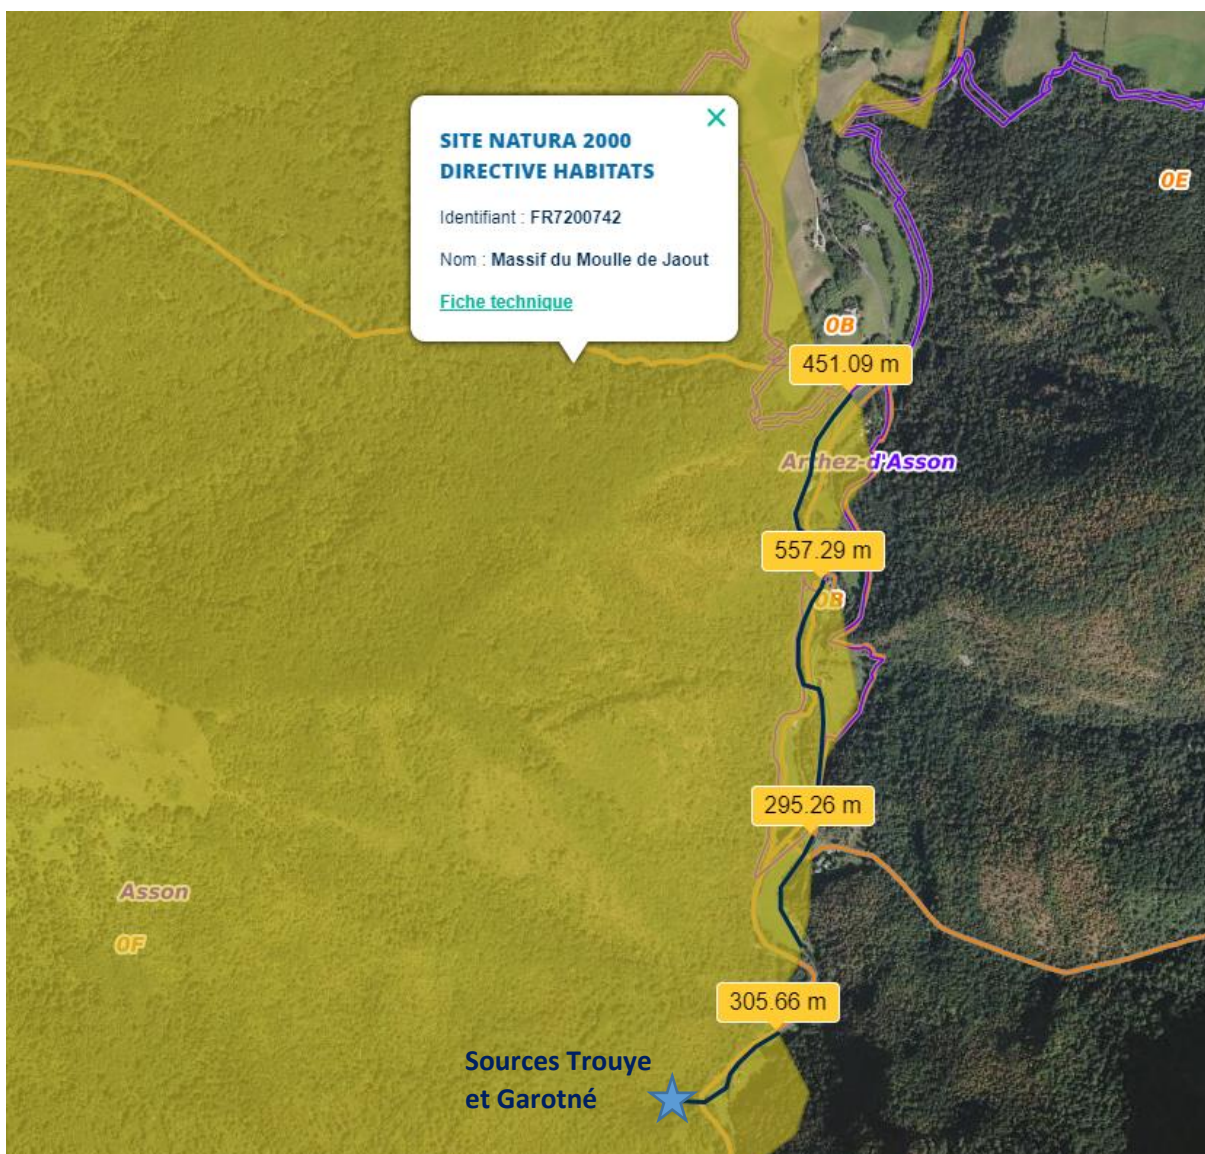 SITE NATURA 2000
DIRECTIVE HABITATS
Identifiant : FR7200742
Nom : Massif du Moulle de Jaout
Fiche technique
0E
0B
451.09 m
Arthez-d'Asson
557.29 m
0B
295.26 m
Asson
0F
305.66 m
Sources Trouye
et Garotné